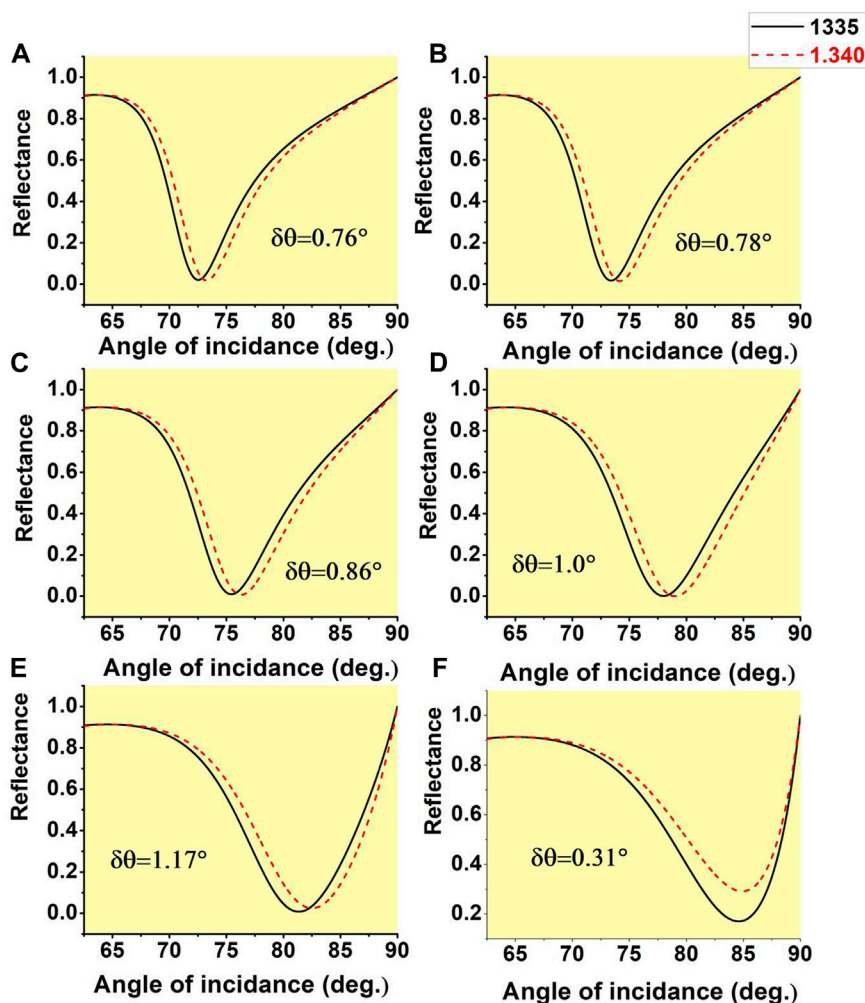 1335
1.340
A
1.0
0.8
0.6
0.4
0.2
0.0
Reflectance
δθ=0.76°
65 70 75 80 85 90
Angle of incidance (deg.)
B
1.0
0.8
0.6
0.4
0.2
0.0
Reflectance
δθ=0.78°
65 70 75 80 85 90
Angle of incidance (deg.)
C
1.0
0.8
0.6
0.4
0.2
0.0
Reflectance
δθ=0.86°
65 70 75 80 85 90
Angle of incidance (deg.)
D
1.0
0.8
0.6
0.4
0.2
0.0
Reflectance
δθ=1.0°
65 70 75 80 85 90
Angle of incidance (deg.)
E
1.0
0.8
0.6
0.4
0.2
0.0
Reflectance
δθ=1.17°
65 70 75 80 85 90
Angle of incidance (deg.)
F
1.0
0.8
0.6
0.4
0.2
Reflectance
δθ=0.31°
65 70 75 80 85 90
Angle of incidance (deg.)